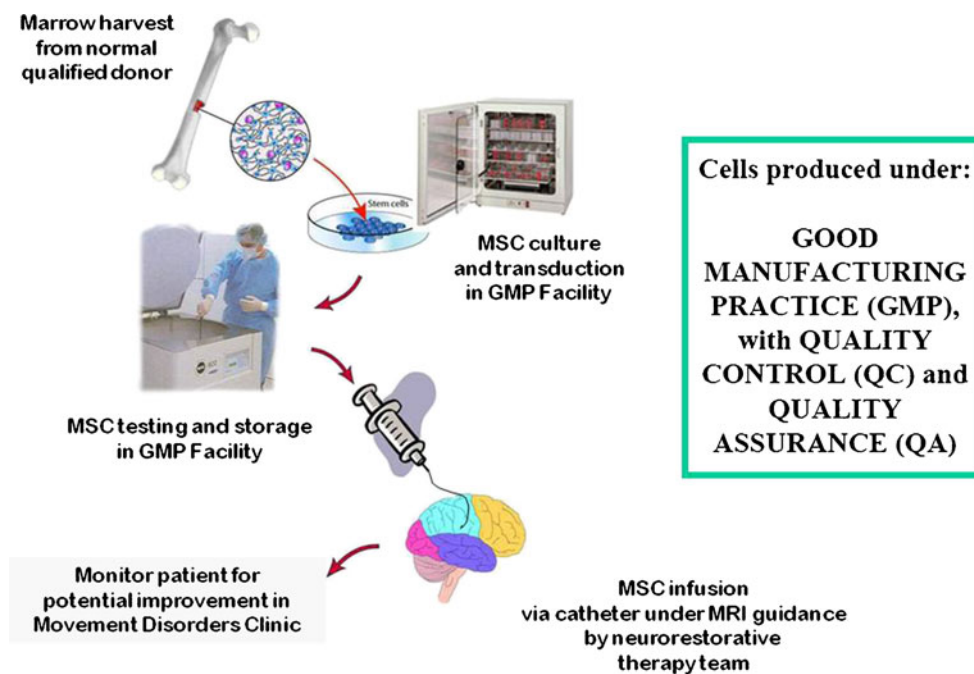 Marrow harvest
from normal
qualified donor
Stem cells
MSC culture
and transduction
in GMP Facility
MSC testing and storage
in GMP Facility
MSC infusion
via catheter under MRI guidance
by neurorestorative
therapy team
Monitor patient for
potential improvement in
Movement Disorders Clinic
Cells produced under:
GOOD
MANUFACTURING
PRACTICE (GMP),
with QUALITY
CONTROL (QC) and
QUALITY
ASSURANCE (QA)